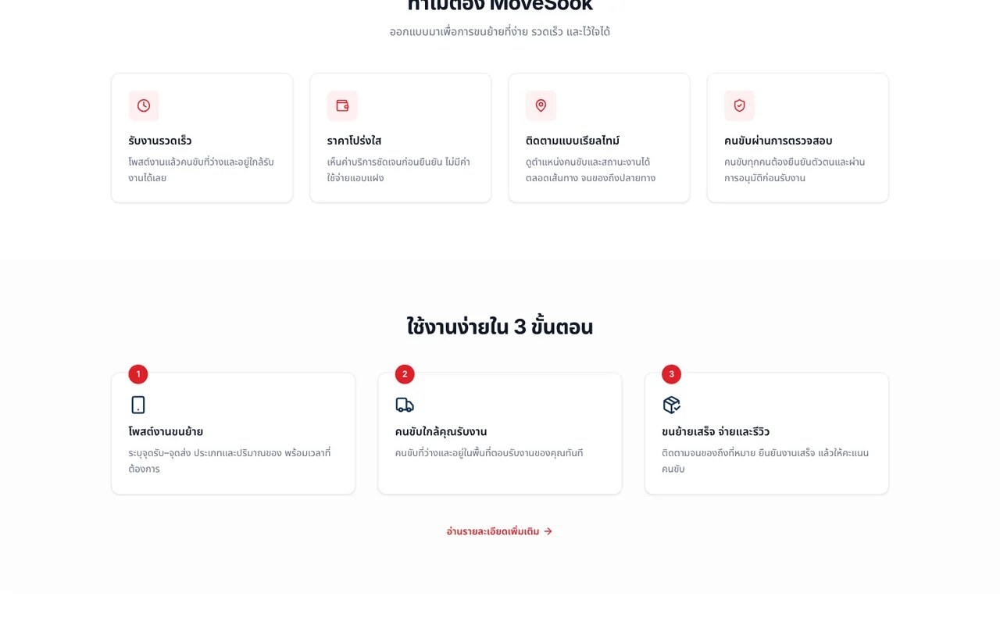 ทำไมต้อง MoveSook
ออกแบบมาเพื่อการขนย้ายที่ง่าย รวดเร็ว และไว้ใจได้
รับงานรวดเร็ว
โพสต์งานแล้วคนขับที่ว่างและอยู่ใกล้รับ
งานได้เลย
ราคาโปร่งใส
เห็นค่าบริการชัดเจนก่อนยืนยัน ไม่มีค่า
ใช้จ่ายแอบแฝง
ติดตามแบบเรียลไทม์
ดูตำแหน่งคนขับและสถานะงานได้
ตลอดเส้นทาง จนของถึงปลายทาง
คนขับผ่านการตรวจสอบ
คนขับทุกคนต้องยืนยันตัวตนและผ่าน
การอนุมัติก่อนรับงาน
ใช้งานง่ายใน 3 ขั้นตอน
1
โพสต์งานขนย้าย
ระบุจุดรับ–จุดส่ง ประเภทและปริมาณของ พร้อมเวลาที่
ต้องการ
2
คนขับใกล้คุณรับงาน
คนขับที่ว่างและอยู่ในพื้นที่ตอบรับงานของคุณทันที
3
ขนย้ายเสร็จ จ่ายและรีวิว
ติดตามจนของถึงที่หมาย ยืนยันงานเสร็จ แล้วให้คะแนน
คนขับ
อ่านรายละเอียดเพิ่มเติม →